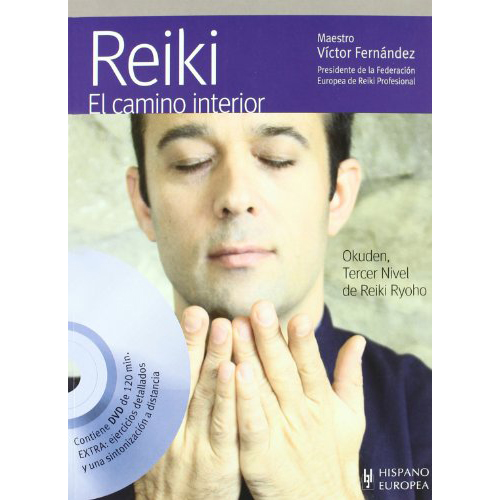 Reiki
El camino interior
Maestro
Víctor Fernández
Presidente de la Federación
Europea de Reiki Profesional
Okuden,
Tercer Nivel
de Reiki Ryoho
Contiene DVD de 120 min.
EXTRA: ejercicios detallados
y una sintonización a distancia
HISPANO
EUROPEA